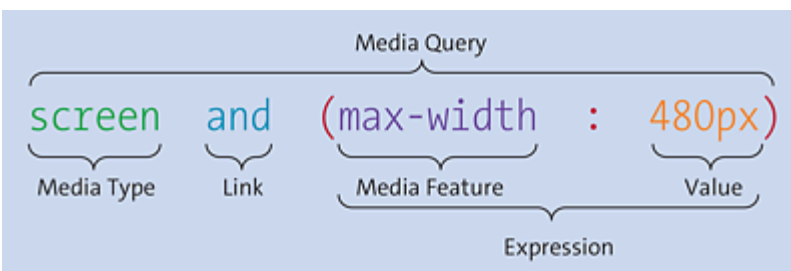 Media Query
screen and (max-width : 480px)
Media Type Link Media Feature Value
Expression